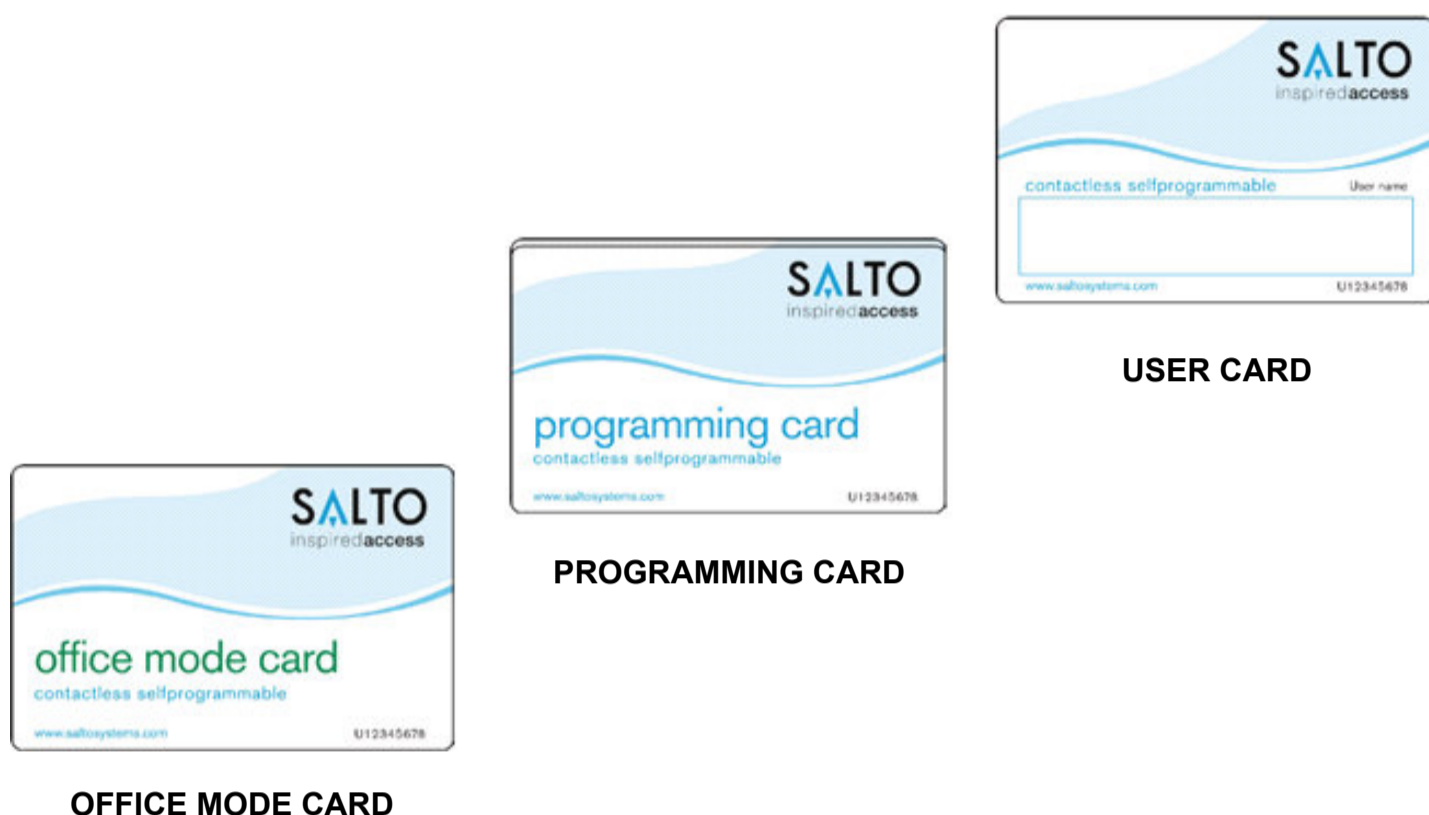 SALTO
inspiredaccess
contactless selfprogrammable
User name
www.saltosystems.com
U12345678
USER CARD
SALTO
inspiredaccess
programming card
contactless selfprogrammable
www.saltosystems.com
U12345678
PROGRAMMING CARD
SALTO
inspiredaccess
office mode card
contactless selfprogrammable
www.saltosystems.com
U12345678
OFFICE MODE CARD